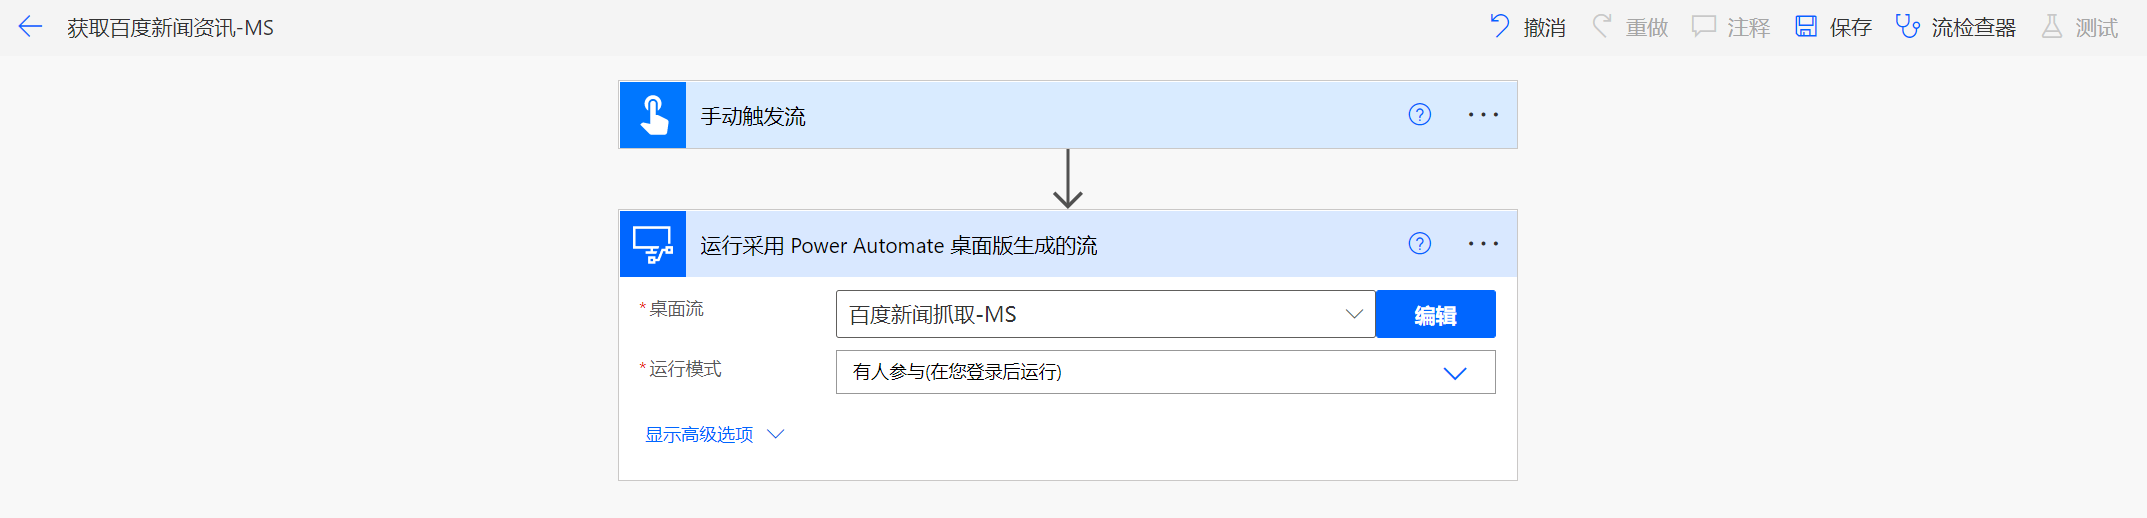 获取百度新闻资讯-MS
撤消 重做 注释 保存 流检查器 测试
手动触发流
运行采用 Power Automate 桌面版生成的流
*桌面流 百度新闻抓取-MS 编辑
*运行模式 有人参与(在您登录后运行)
显示高级选项